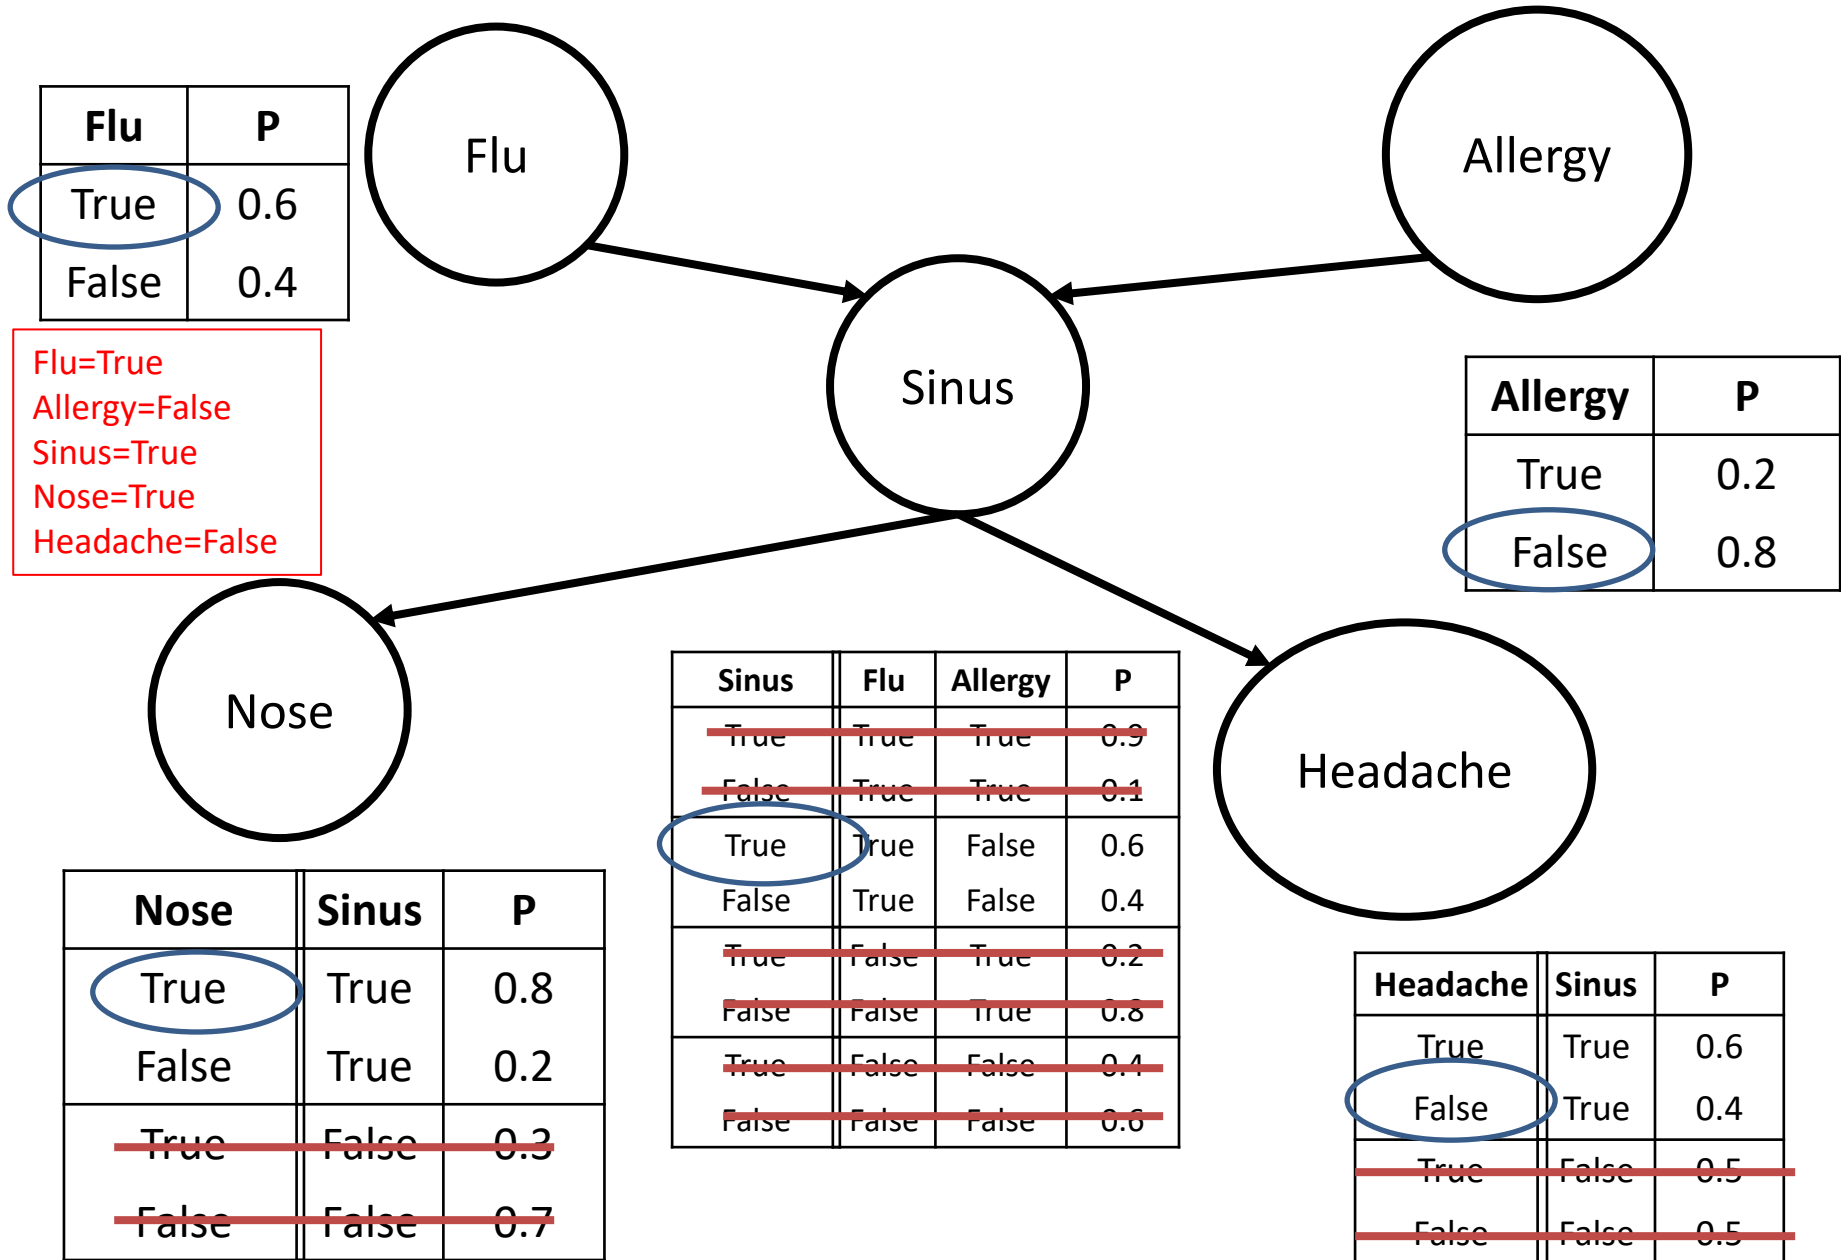 Flu P
True 0.6
False 0.4
Flu
Allergy
Flu=True
Allergy=False
Sinus=True
Nose=True
Headache=False
Sinus
Allergy P
True 0.2
False 0.8
Nose
Headache
Sinus Flu Allergy P
True True True 0.9
False True True 0.1
True True False 0.6
False True False 0.4
True False True 0.2
False False True 0.8
True False False 0.4
False False False 0.6
Nose Sinus P
True True 0.8
False True 0.2
True False 0.3
False False 0.7
Headache Sinus P
True True 0.6
False True 0.4
True False 0.5
False False 0.5